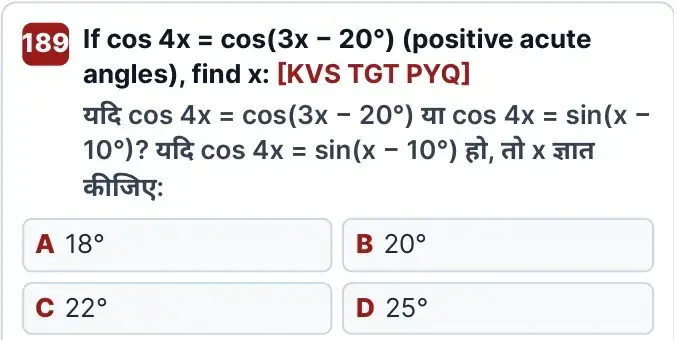 189 If cos 4x = cos(3x − 20°) (positive acute
angles), find x: [KVS TGT PYQ]
यदि cos 4x = cos(3x − 20°) या cos 4x = sin(x −
10°)? यदि cos 4x = sin(x − 10°) हो, तो x ज्ञात
कीजिए:
A 18°
B 20°
C 22°
D 25°